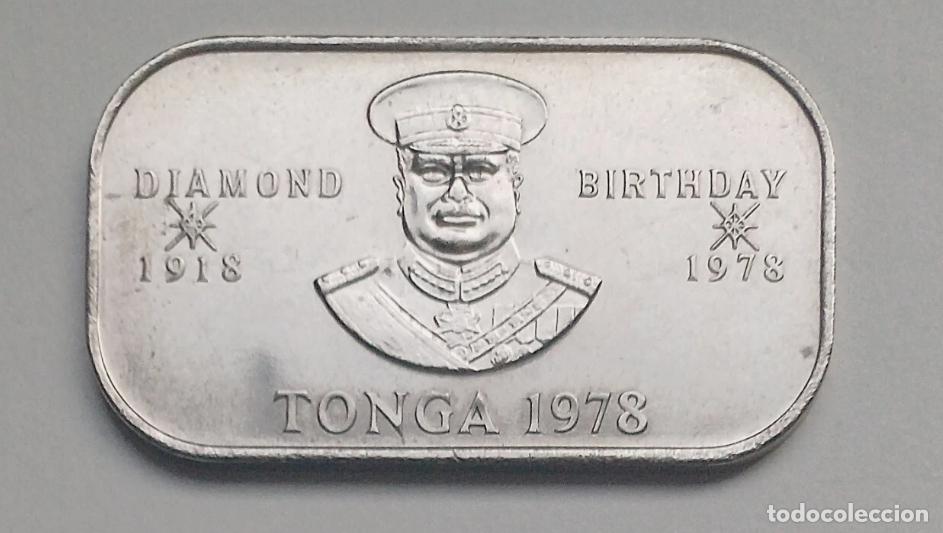 DIAMOND BIRTHDAY
1918 1978
TONGA 1978
todocoleccion